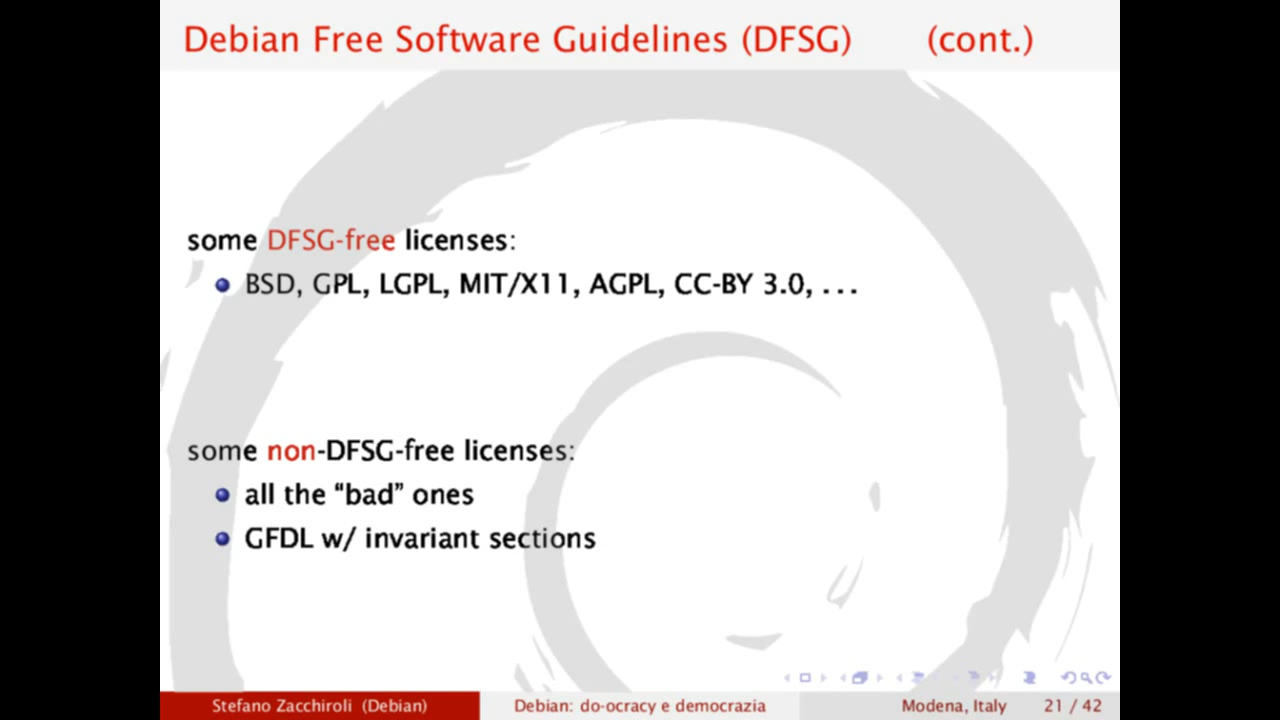 Debian Free Software Guidelines (DFSG) (cont.)
some DFSG-free licenses:
BSD, GPL, LGPL, MIT/X11, AGPL, CC-BY 3.0, ...
some non-DFSG-free licenses:
all the “bad” ones
GFDL w/ invariant sections
Stefano Zacchiroli (Debian) Debian: do-ocracy e democrazia Modena, Italy 21 / 42